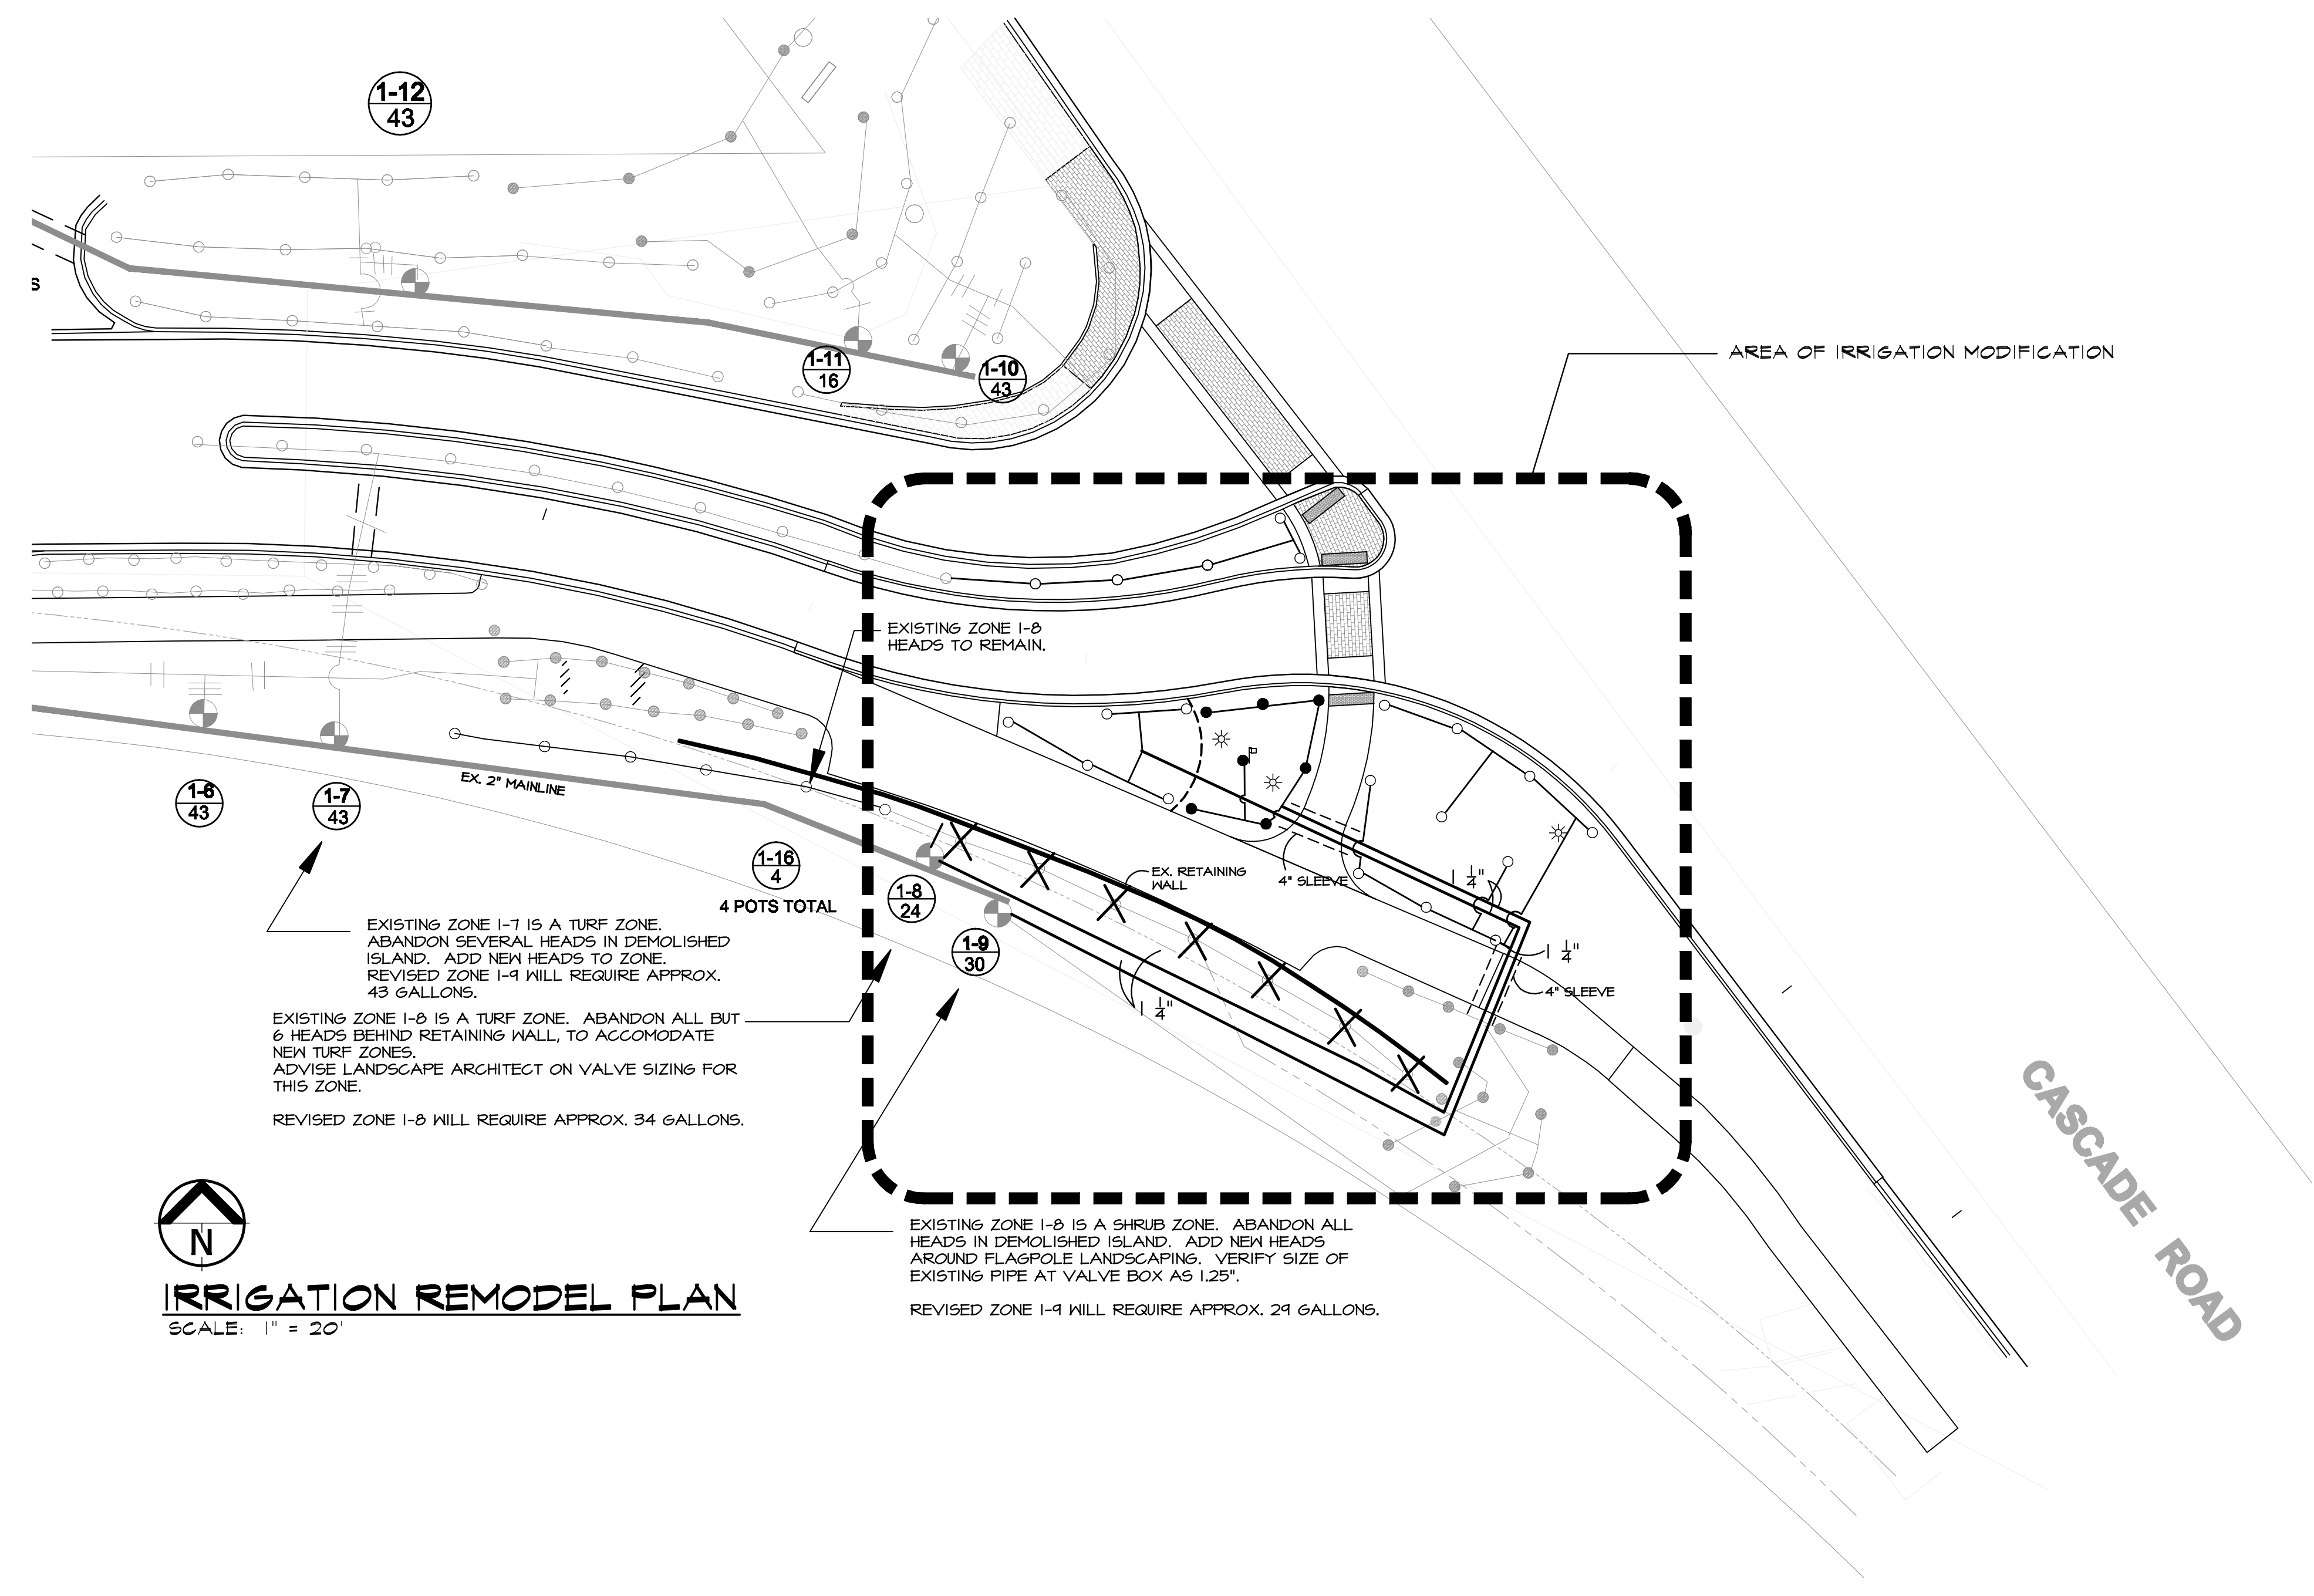 1-12
43
S
1-11
16
1-10
43
AREA OF IRRIGATION MODIFICATION
EXISTING ZONE 1-8
HEADS TO REMAIN.
EX. 2" MAINLINE
1-6
43
1-7
43
1-16
4
4 POTS TOTAL
1-8
24
1-9
30
EX. RETAINING
WALL
4" SLEEVE
1 1/4"
1 1/4"
4" SLEEVE
1 1/4"
EXISTING ZONE 1-7 IS A TURF ZONE.
ABANDON SEVERAL HEADS IN DEMOLISHED
ISLAND. ADD NEW HEADS TO ZONE.
REVISED ZONE 1-9 WILL REQUIRE APPROX.
43 GALLONS.
EXISTING ZONE 1-8 IS A TURF ZONE. ABANDON ALL BUT
6 HEADS BEHIND RETAINING WALL, TO ACCOMODATE
NEW TURF ZONES.
ADVISE LANDSCAPE ARCHITECT ON VALVE SIZING FOR
THIS ZONE.
REVISED ZONE 1-8 WILL REQUIRE APPROX. 34 GALLONS.
EXISTING ZONE 1-8 IS A SHRUB ZONE. ABANDON ALL
HEADS IN DEMOLISHED ISLAND. ADD NEW HEADS
AROUND FLAGPOLE LANDSCAPING. VERIFY SIZE OF
EXISTING PIPE AT VALVE BOX AS 1.25".
REVISED ZONE 1-9 WILL REQUIRE APPROX. 29 GALLONS.
CASCADE ROAD
N
IRRIGATION REMODEL PLAN
SCALE: 1" = 20'